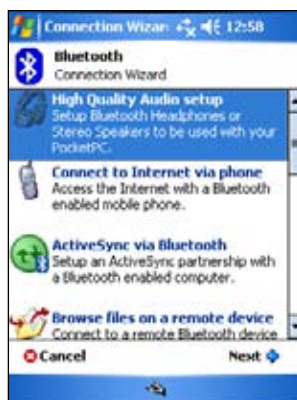 Connection Wizar 12:58
Bluetooth
Connection Wizard
High Quality Audio setup
Setup Bluetooth Headphones or
Stereo Speakers to be used with your
PocketPC.
Connect to Internet via phone
Access the Internet with a Bluetooth
enabled mobile phone.
ActiveSync via Bluetooth
Setup an ActiveSync partnership with
a Bluetooth enabled computer.
Browse files on a remote device
Connect to a remote Bluetooth device
Cancel Next